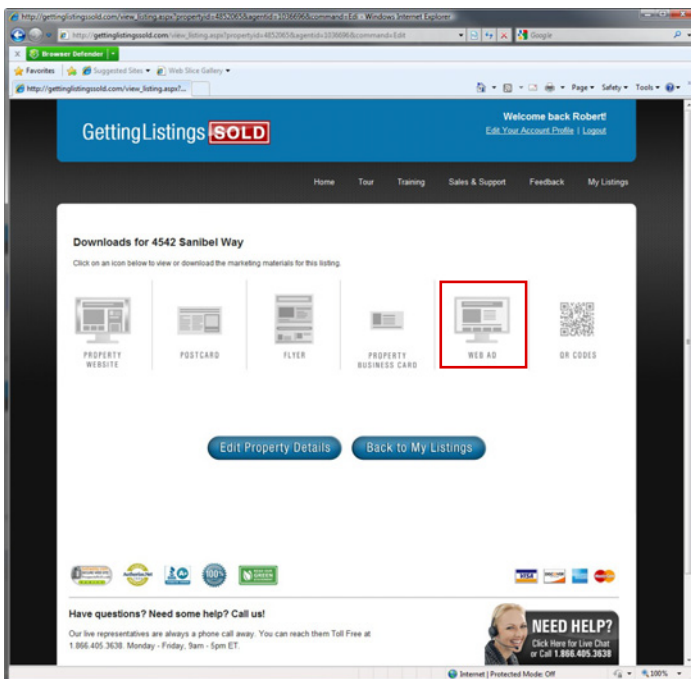 http://gettinglistingssold.com/view_listing.aspx?propertyid=4852065&agentid=1036696&command=Ed - Windows Internet Explorer
http://gettinglistingssold.com/view_listing.aspx?propertyid=4852065&agentid=1036696&command=Edit
Google
X Browser Defender
Favorites Suggested Sites Web Slice Gallery
http://gettinglistingssold.com/view_listing.aspx?...
Page Safety Tools
GettingListings SOLD
Welcome back Robert!
Edit Your Account Profile | Logout
Home Tour Training Sales & Support Feedback My Listings
Downloads for 4542 Sanibel Way
Click on an icon below to view or download the marketing materials for this listing.
PROPERTY WEBSITE
POSTCARD
FLYER
PROPERTY BUSINESS CARD
WEB AD
QR CODES
Edit Property Details
Back to My Listings
100%
VISA
Have questions? Need some help? Call us!
Our live representatives are always a phone call away. You can reach them Toll Free at
1.866.405.3638. Monday - Friday, 9am - 5pm ET.
NEED HELP?
Click Here for Live Chat
or Call 1.866.405.3638
Internet | Protected Mode: Off
100%